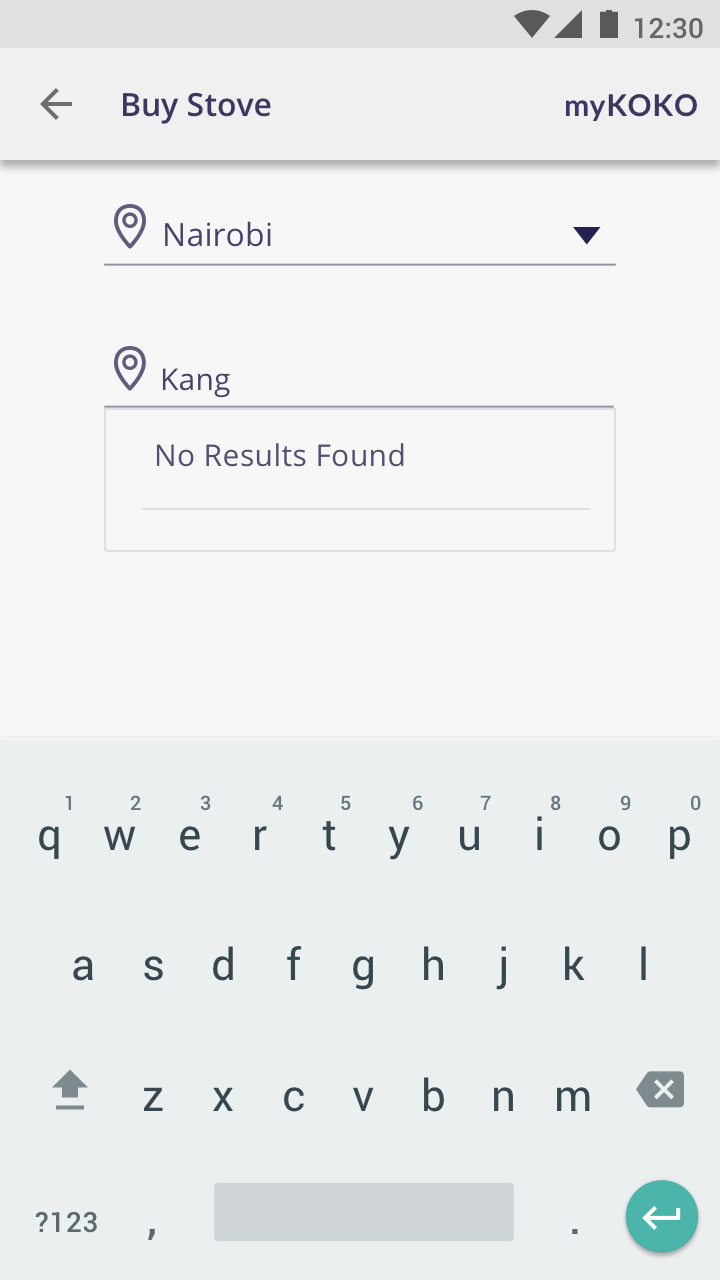 12:30
Buy Stove myKOKO
Nairobi
Kang
No Results Found
1 2 3 4 5 6 7 8 9 0
q w e r t y u i o p
a s d f g h j k l
z x c v b n m
?123 , .